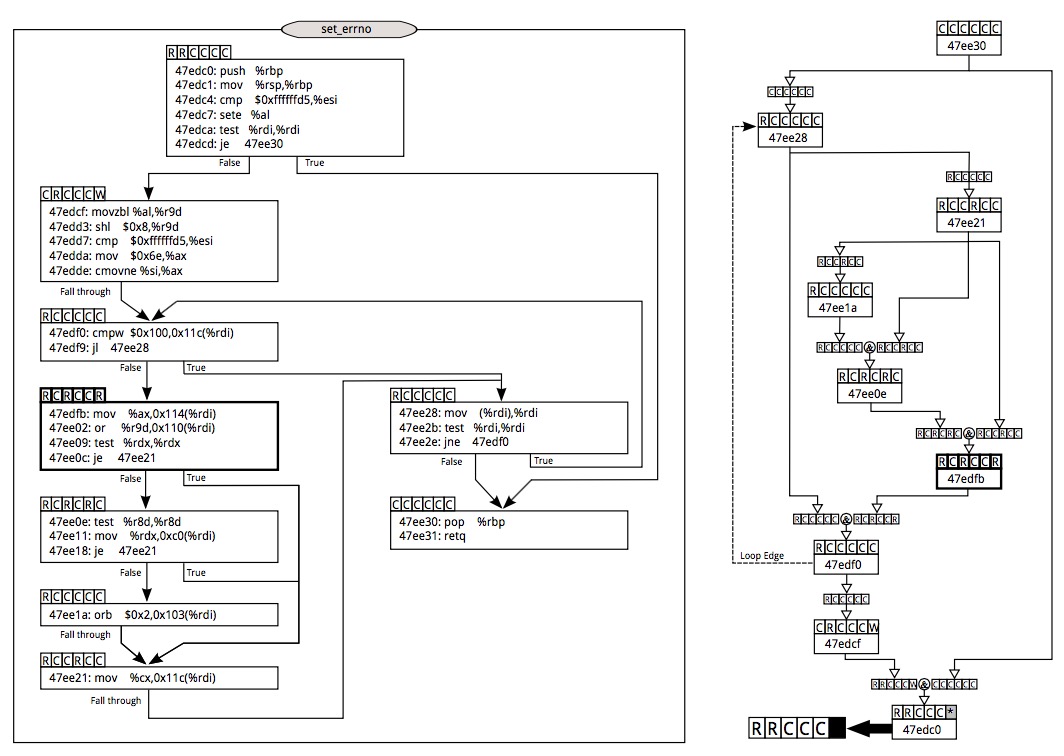 set_errno
RRCCCC
47edc0: push %rbp
47edc1: mov %rsp,%rbp
47edc4: cmp $0xffffffd5,%esi
47edc7: sete %al
47edca: test %rdi,%rdi
47edcd: je 47ee30
False True
CRCCCW
47edcf: movzbl %al,%r9d
47edd3: shl $0x8,%r9d
47edd7: cmp $0xffffffd5,%esi
47edda: mov $0x6e,%ax
47edde: cmovne %si,%ax
Fall through
RCCCCC
47edf0: cmpw $0x100,0x11c(%rdi)
47edf9: jl 47ee28
False True
RCRCCR
47edfb: mov %ax,0x114(%rdi)
47ee02: or %r9d,0x110(%rdi)
47ee09: test %rdx,%rdx
47ee0c: je 47ee21
False True
RCRCRC
47ee0e: test %r8d,%r8d
47ee11: mov %rdx,0xc0(%rdi)
47ee18: je 47ee21
False True
RCCCCC
47ee1a: orb $0x2,0x103(%rdi)
Fall through
RCCRCC
47ee21: mov %cx,0x11c(%rdi)
Fall through
RCCCCC
47ee28: mov (%rdi),%rdi
47ee2b: test %rdi,%rdi
47ee2e: jne 47edf0
False True
CCCCCC
47ee30: pop %rbp
47ee31: retq
CCCCCC
47ee30
CCCCCC
RCCCCC
47ee28
RCCCCC
RCCRCC
47ee21
RCCRCC
RCCCCC
47ee1a
RCCCCC & RCCRCC
RCRCRC
47ee0e
RCRCRC & RCCRCC
RCRCCR
47edfb
RCCCCC & RCRCCR
RCCCCC
47edf0
Loop Edge
RCCCCC
CRCCCW
47edcf
RRCCCW & CCCCCC
RRCCC*
47edc0
RRCCC